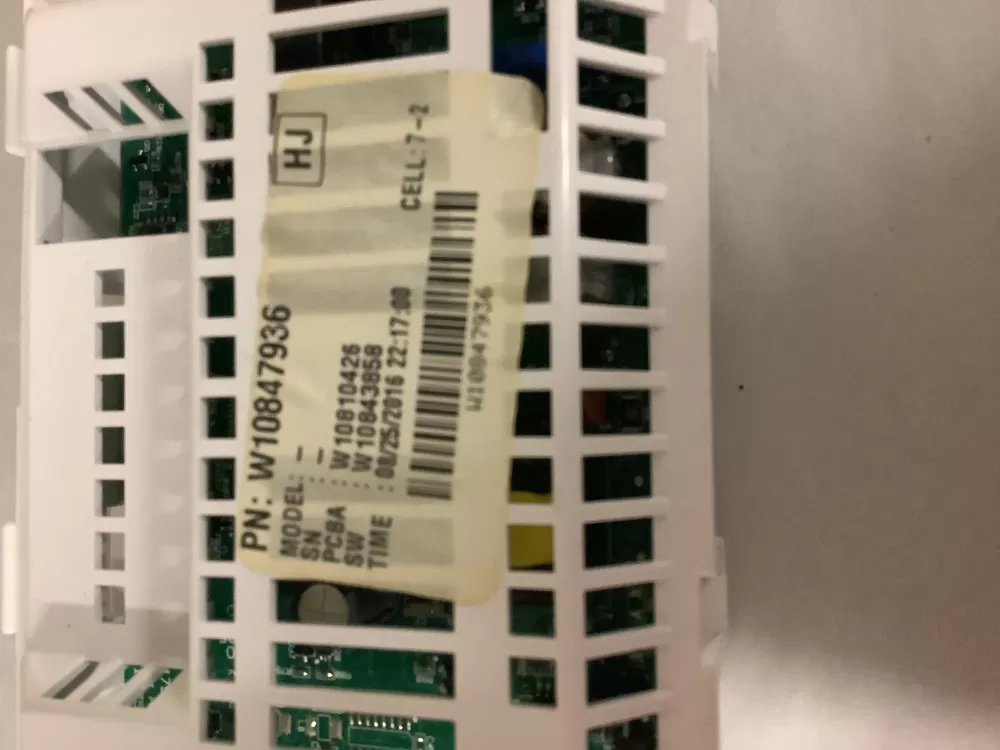 HJ
CELL:7-2
PN: W10847936
MODEL: -
SN : -
PCBA : W10810426
SW : W10843858
TIME : 08/25/2016 22:17:00
W10847936